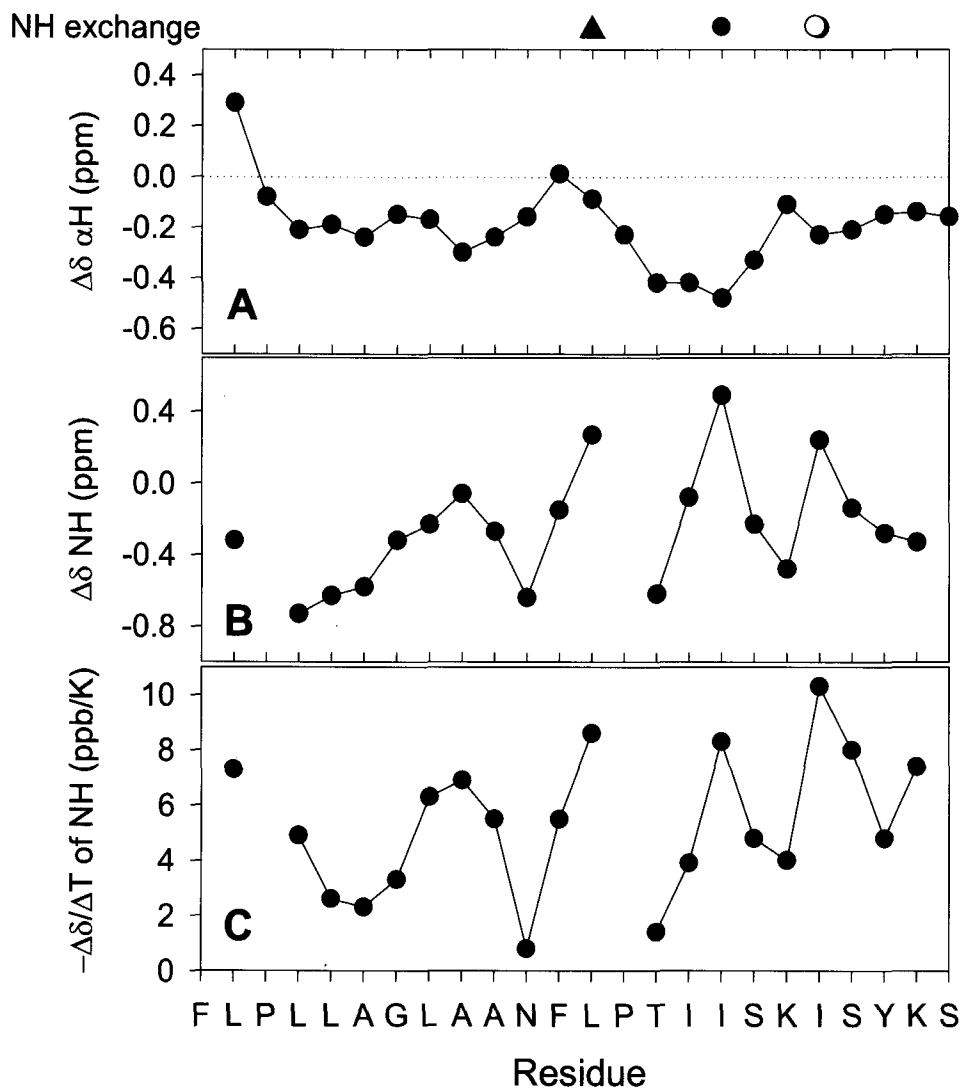 NH exchange
0.4
0.2
0.0
-0.2
-0.4
-0.6
Δδ αH (ppm)
A
0.4
0.0
-0.4
-0.8
Δδ NH (ppm)
B
10
8
6
4
2
0
−Δδ/ΔT of NH (ppb/K)
C
F L P L L A G L A A N F L P T I I S K I S Y K S
Residue